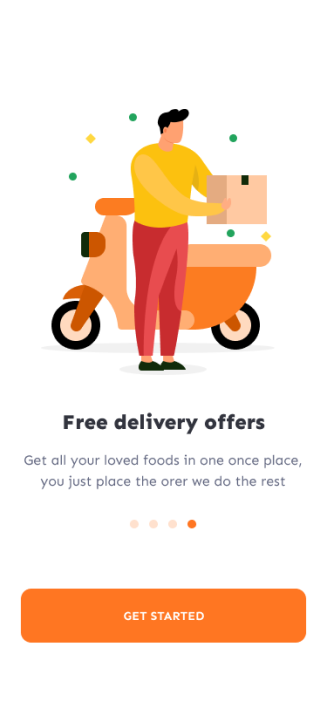 Free delivery offers
Get all your loved foods in one once place,
you just place the orer we do the rest
GET STARTED